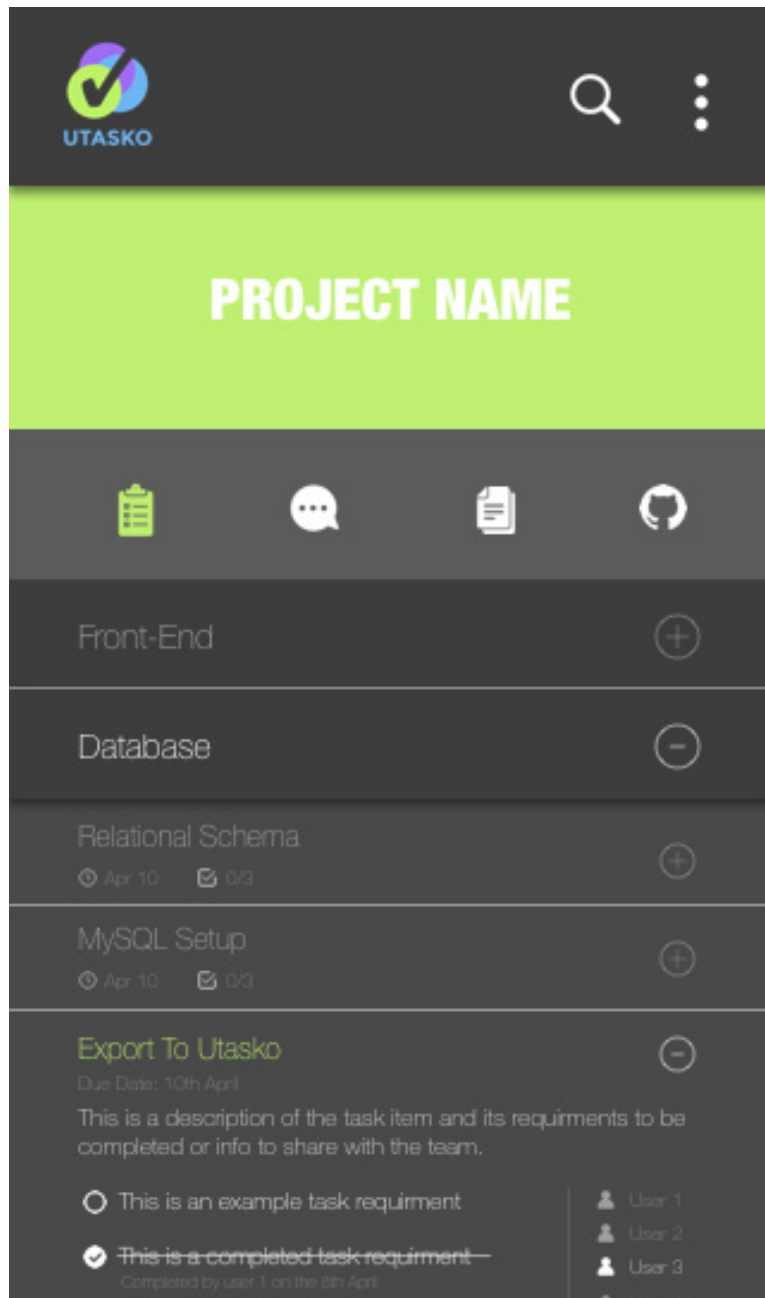 UTASKO
PROJECT NAME
Front-End
Database
Relational Schema
Apr 10 0/3
MySQL Setup
Apr 10 0/3
Export To Utasko
Due Date: 10th April
This is a description of the task item and its requirments to be
completed or info to share with the team.
This is an example task requirment
User 1
User 2
This is a completed task requirment
User 3
Completed by user 1 on the 8th April